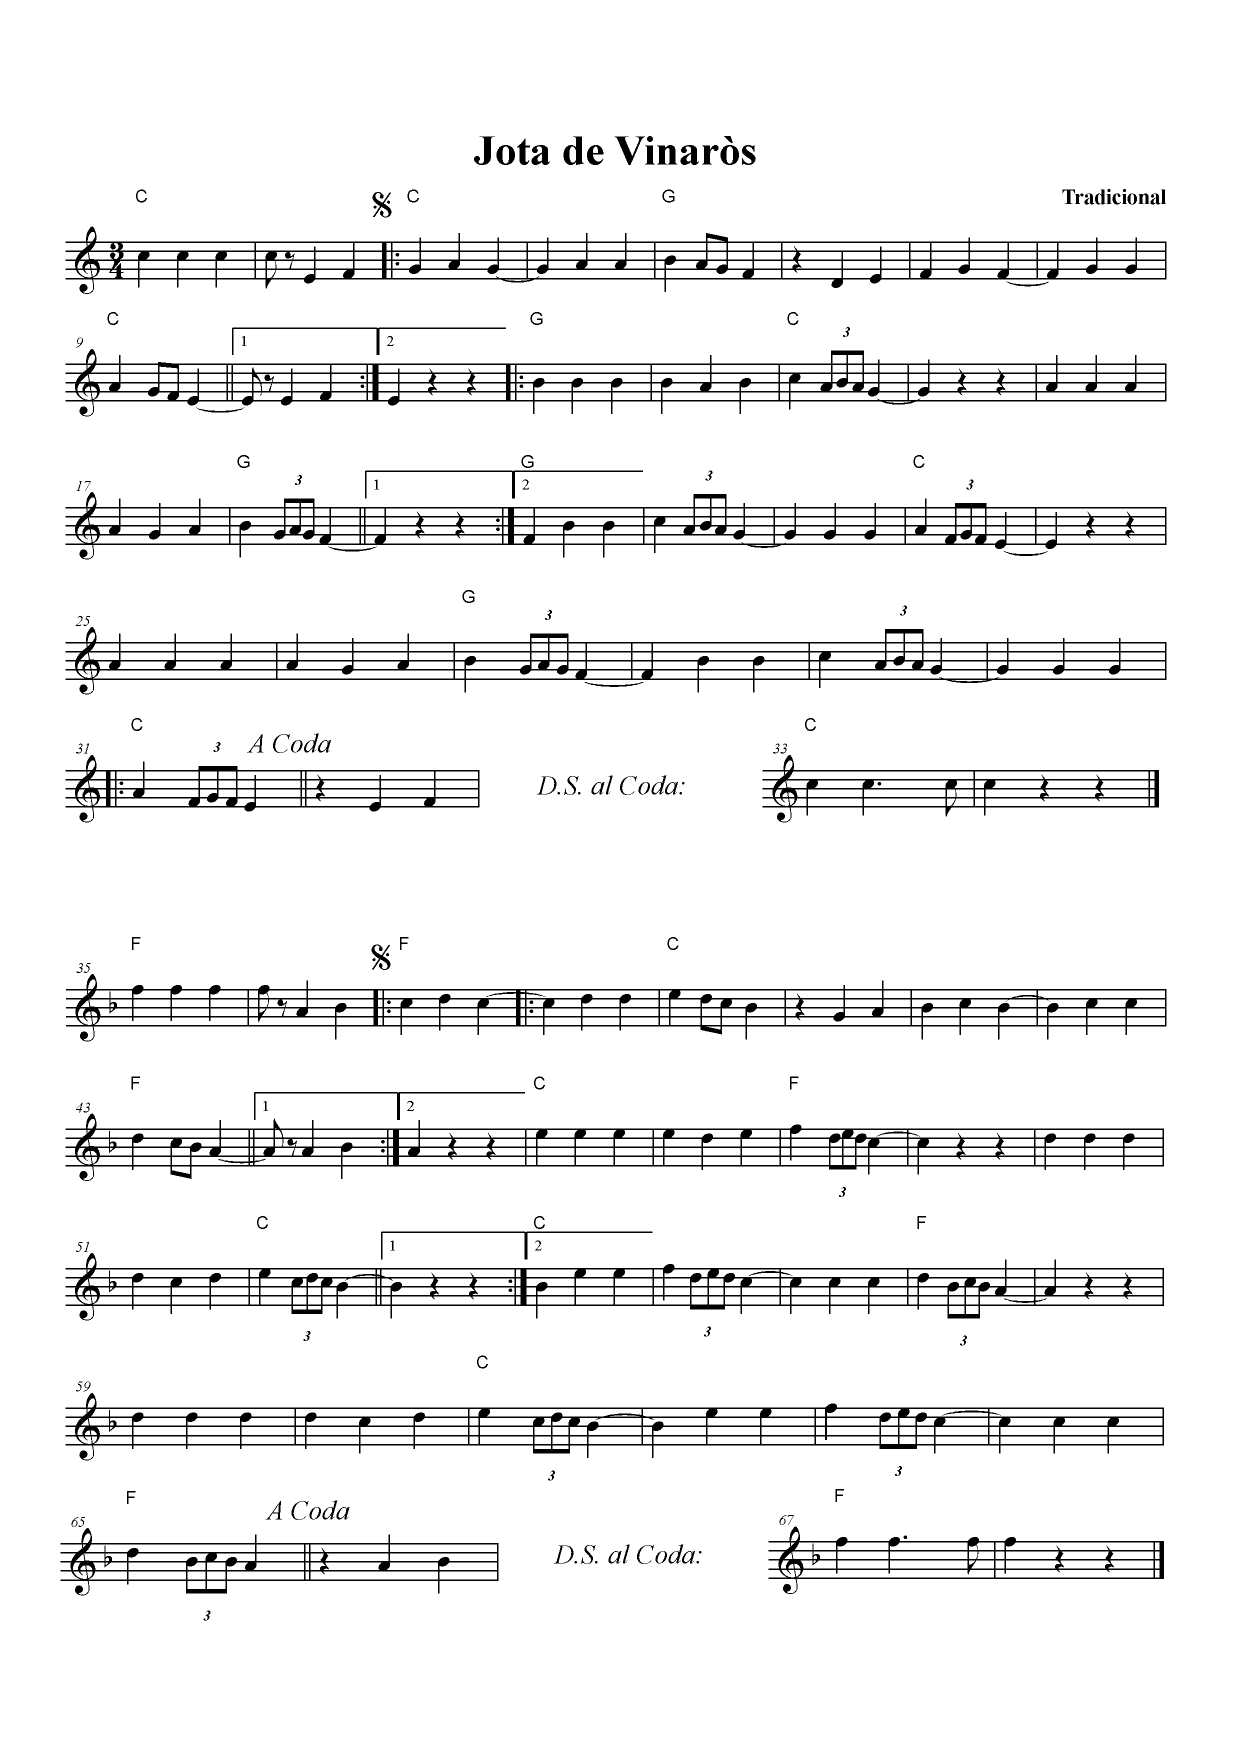 Jota de Vinaròs
C C G Tradicional
3
4
C G C
9 1 2 3
G G C
17 3 1 2 3 3
G
25 3 3
C A Coda C
31 3 D.S. al Coda: 33
F F C
35
F C F
43 1 2 3
C C F
51 3 1 2 3 3
C
59 3 3
F A Coda F
65 3 D.S. al Coda: 67